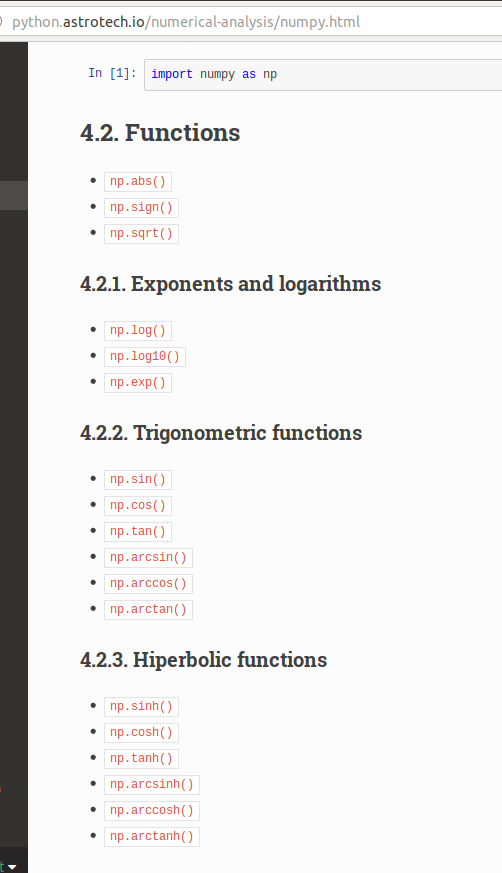 python.astrotech.io/numerical-analysis/numpy.html
In [1]: import numpy as np
4.2. Functions
np.abs()
np.sign()
np.sqrt()
4.2.1. Exponents and logarithms
np.log()
np.log10()
np.exp()
4.2.2. Trigonometric functions
np.sin()
np.cos()
np.tan()
np.arcsin()
np.arccos()
np.arctan()
4.2.3. Hiperbolic functions
np.sinh()
np.cosh()
np.tanh()
np.arcsinh()
np.arccosh()
np.arctanh()